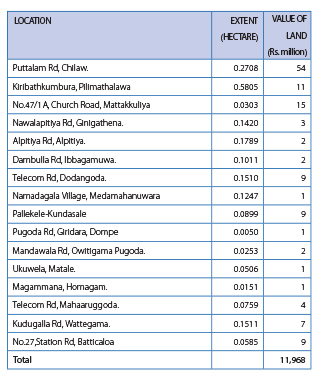 LOCATION EXTENT (HECTARE) VALUE OF LAND (Rs. million)
Puttalam Rd, Chilaw. 0.2708 54
Kiribathkumbura, Pilimathalawa 0.5805 11
No.47/1 A, Church Road, Mattakkuliya 0.0303 15
Nawalapitiya Rd, Ginigathena. 0.1420 3
Alpitiya Rd, Alpitiya. 0.1789 2
Dambulla Rd, Ibbagamuwa. 0.1011 2
Telecom Rd, Dodangoda. 0.1510 9
Namadagala Village, Medamahanuwara 0.1247 1
Pallekele-Kundasale 0.0899 9
Pugoda Rd, Giridara, Dompe 0.0050 1
Mandawala Rd, Owitigama Pugoda. 0.0253 2
Ukuwela, Matale. 0.0506 1
Magammana, Homagam. 0.0151 1
Telecom Rd, Mahaaruggoda. 0.0759 4
Kudugalla Rd, Wattegama. 0.1511 7
No.27,Station Rd, Batticaloa 0.0585 9
Total 11,968